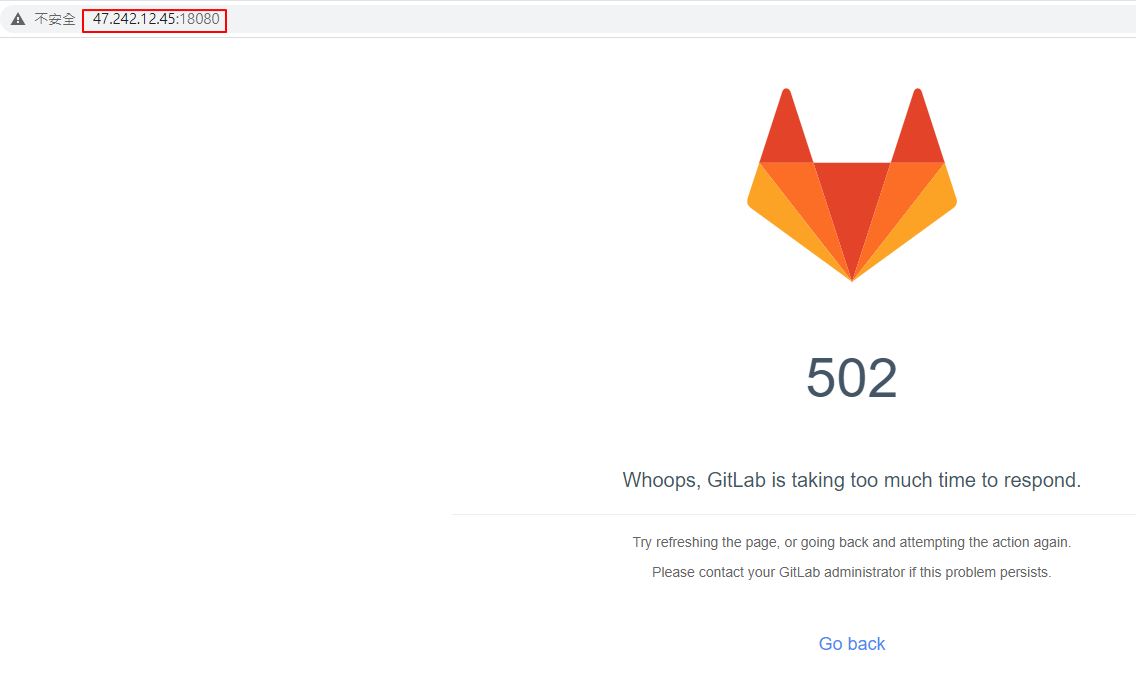 不安全 47.242.12.45:18080
502
Whoops, GitLab is taking too much time to respond.
Try refreshing the page, or going back and attempting the action again.
Please contact your GitLab administrator if this problem persists.
Go back